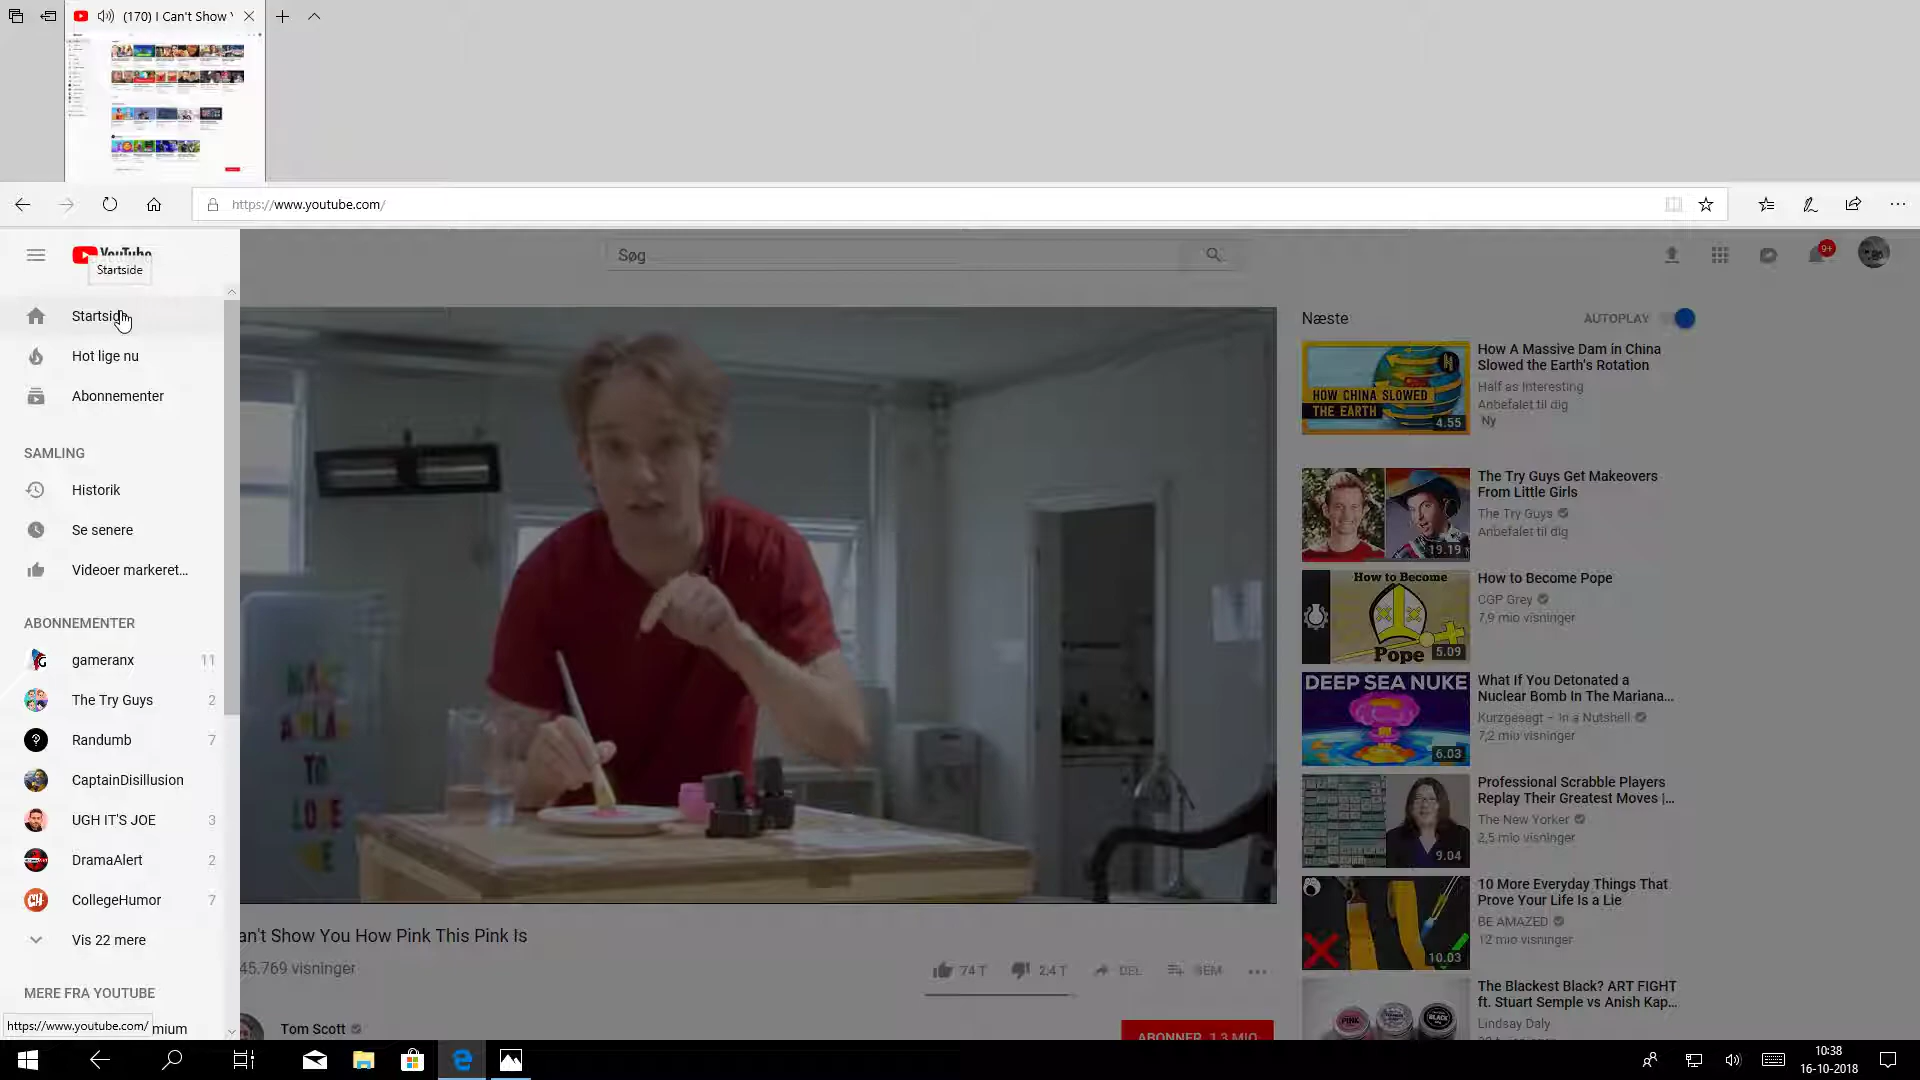 (170) I Can't Show Y
https://www.youtube.com/
YouTube
Startside
Søg
9+
Startside
Hot lige nu
Abonnementer
SAMLING
Historik
Se senere
Videoer markeret...
ABONNEMENTER
gameranx 11
The Try Guys 2
Randumb 7
CaptainDisillusion
UGH IT'S JOE 3
DramaAlert 2
CollegeHumor 7
Vis 22 mere
MERE FRA YOUTUBE
https://www.youtube.com/ mium
MAKE
TO
LOVE
an't Show You How Pink This Pink Is
45.769 visninger
74 T
2,4 T
DEL
GEM
Tom Scott
ABONNER 1,3 MIO.
Næste
AUTOPLAY
HOW CHINA SLOWED
THE EARTH
4.55
How A Massive Dam in China
Slowed the Earth's Rotation
Half as Interesting
Anbefalet til dig
Ny
19.19
The Try Guys Get Makeovers
From Little Girls
The Try Guys
Anbefalet til dig
How to Become
Pope
5.09
How to Become Pope
CGP Grey
7,9 mio visninger
DEEP SEA NUKE
6.03
What If You Detonated a
Nuclear Bomb In The Mariana...
Kurzgesagt – In a Nutshell
7,2 mio visninger
9.04
Professional Scrabble Players
Replay Their Greatest Moves |...
The New Yorker
2,5 mio visninger
10.03
10 More Everyday Things That
Prove Your Life Is a Lie
BE AMAZED
12 mio visninger
PINK
BLACK
The Blackest Black? ART FIGHT
ft. Stuart Semple vs Anish Kap...
Lindsay Daly
10:38
16-10-2018